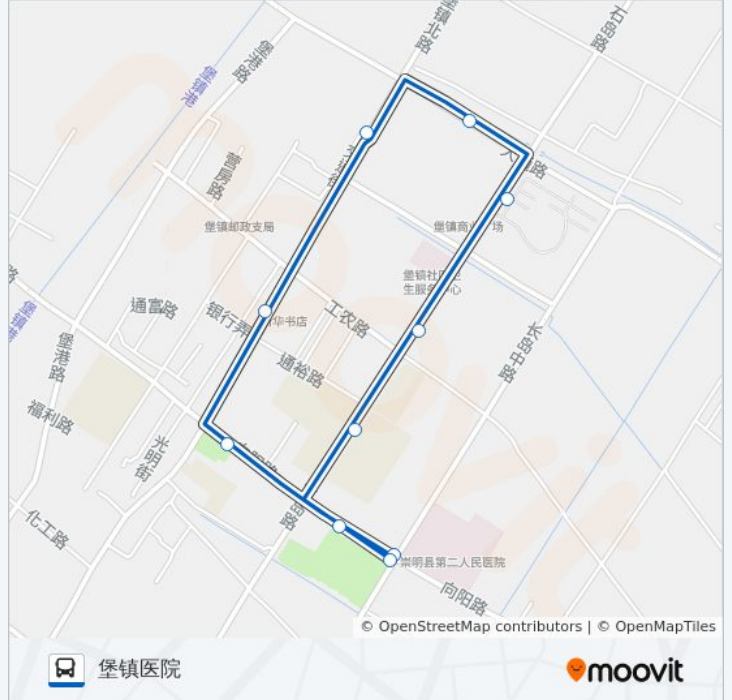 堡镇北路
石岛路
堡港路
堡镇港
营房路
堡镇邮政支局
堡镇商业广场
堡镇社区卫
生服务中心
通富路
银行弄
新华书店
工农路
长岛中路
堡镇港
堡港路
通裕路
福利路
光明街
化工路
崇明县第二人民医院
向阳路
© OpenStreetMap contributors | © OpenMapTiles
堡镇医院
moovit